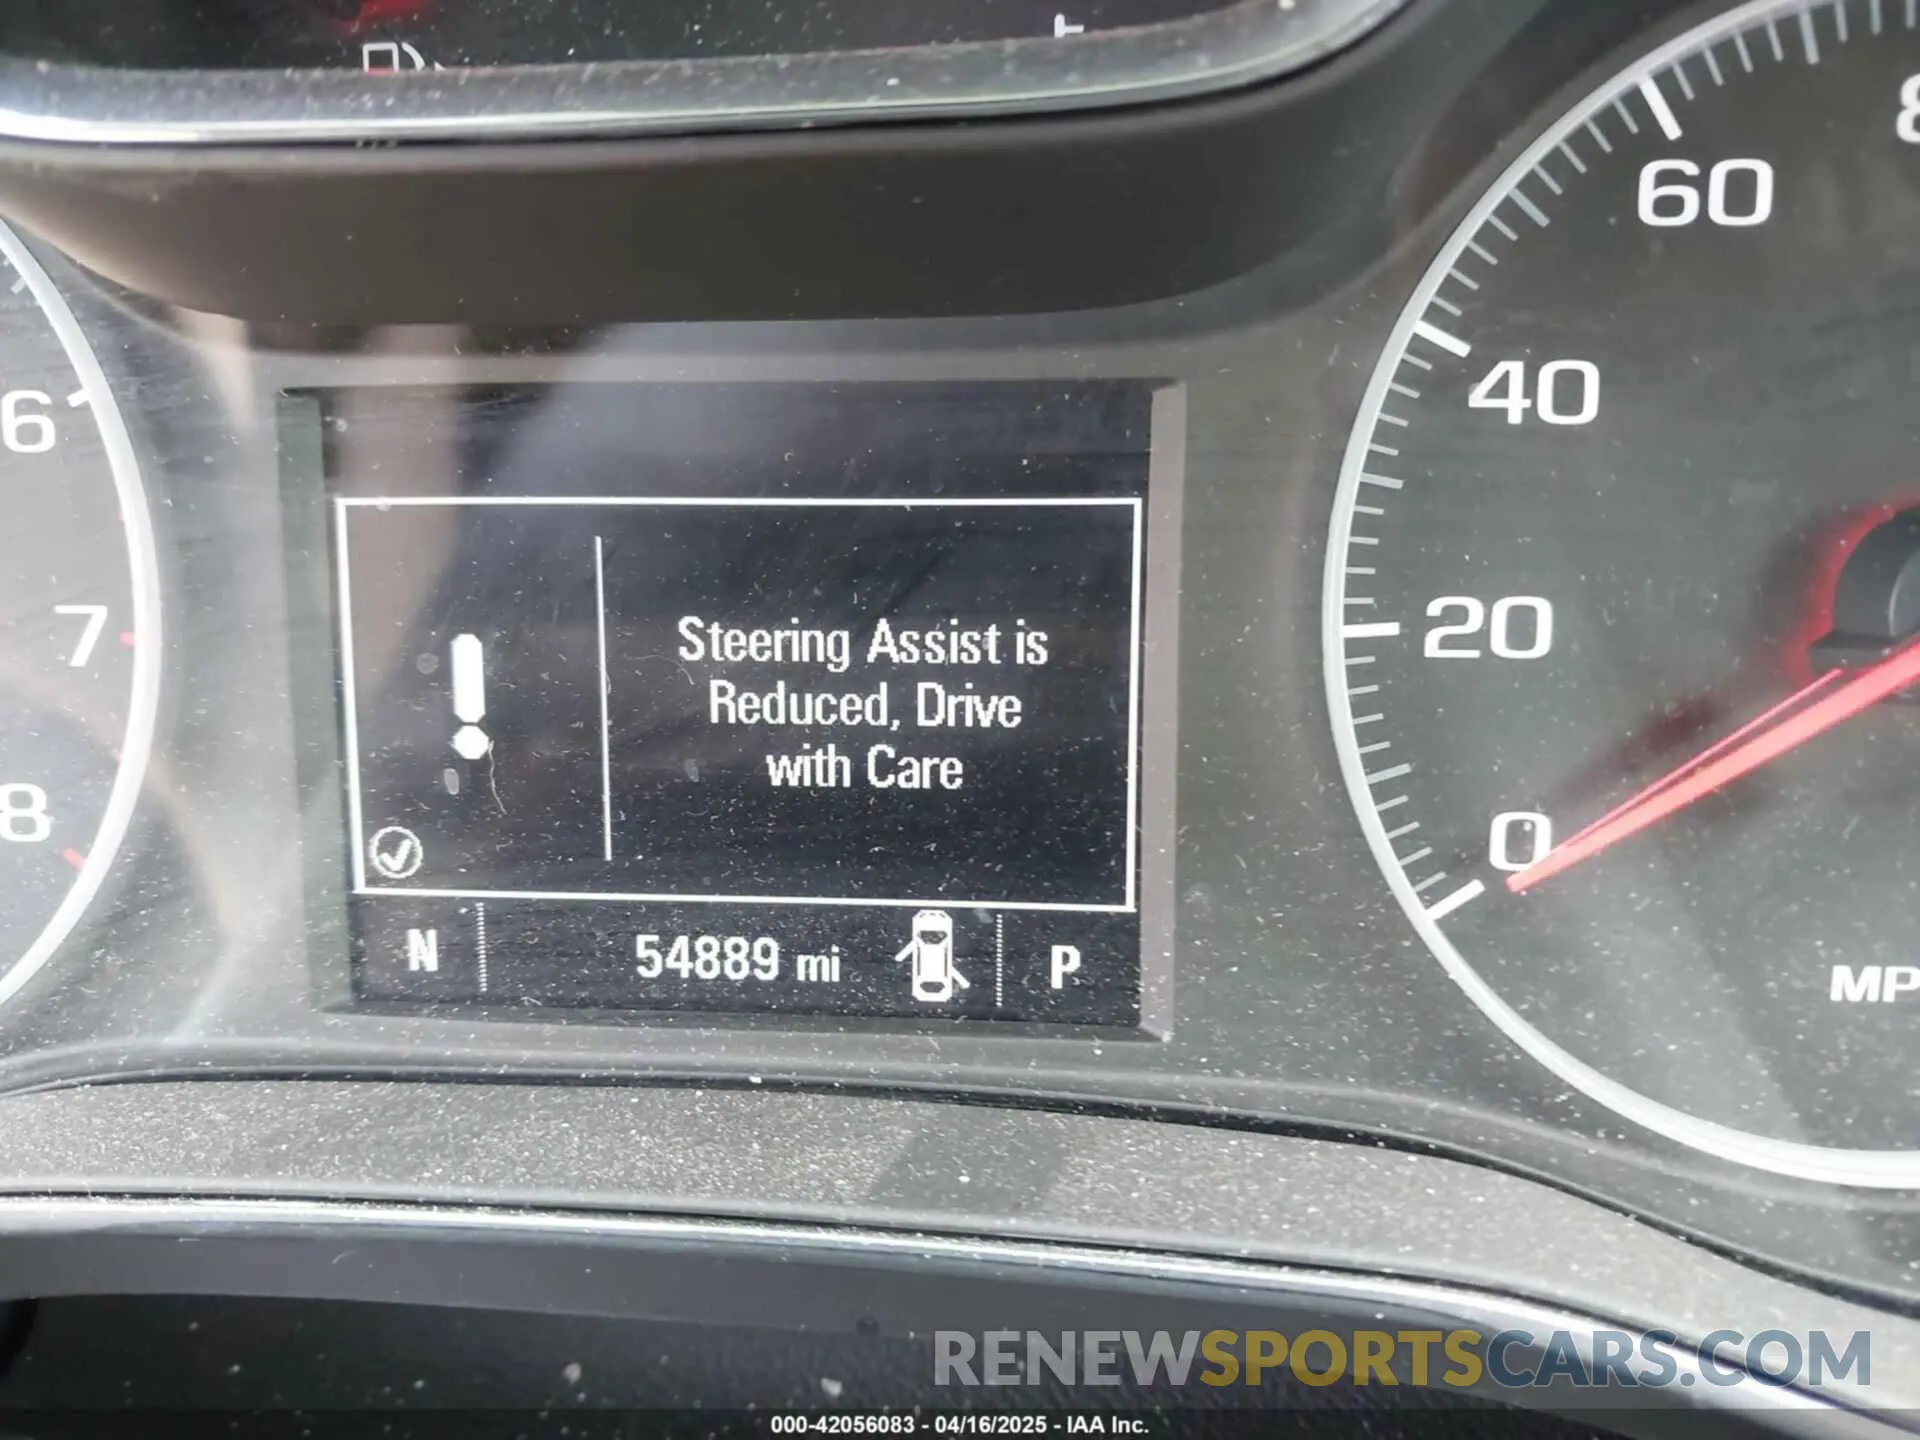 60
6
40
7
20
8
0
Steering Assist is
Reduced, Drive
with Care
N
54889 mi
P
RENEWSPORTSCARS.COM
000-42056083 - 04/16/2025 - IAA Inc.